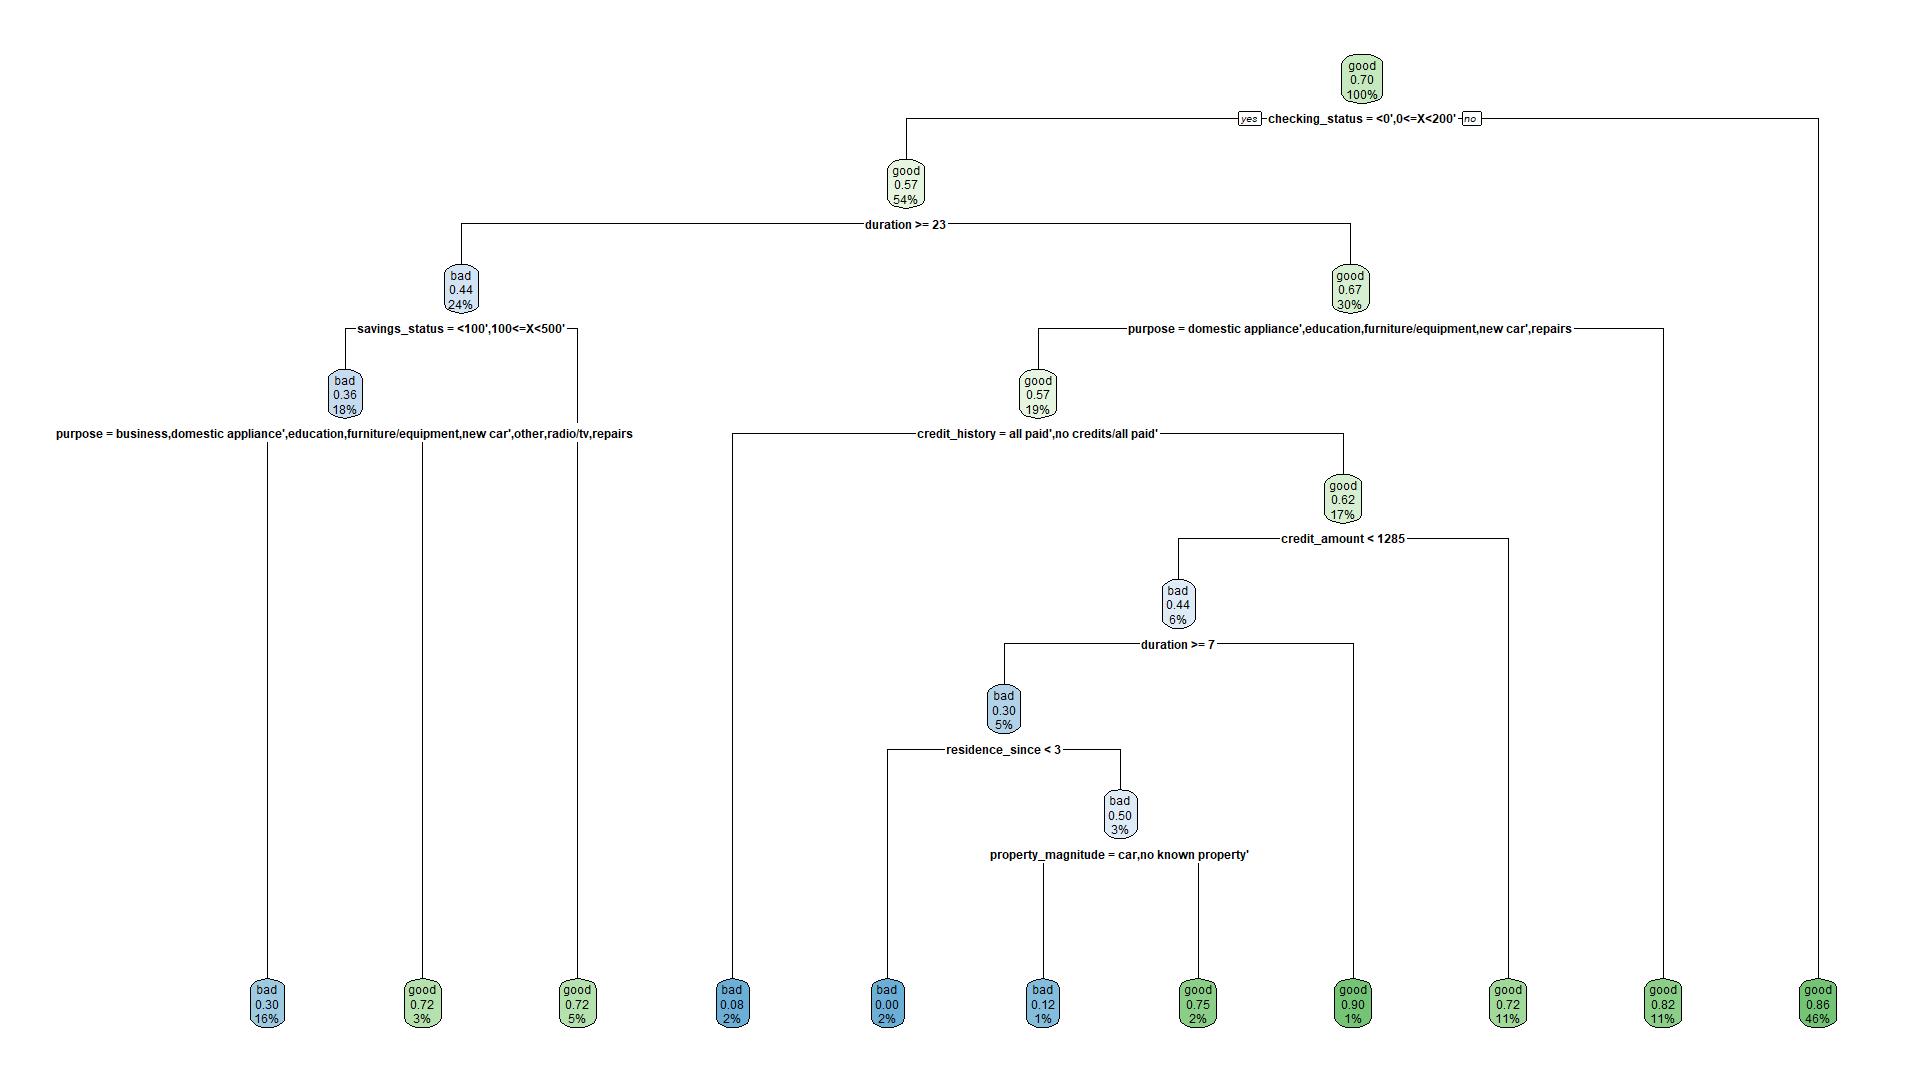 good
0.70
100%
yes checking_status = <0',0<=X<200' no
good
0.57
54%
duration >= 23
bad
0.44
24%
good
0.67
30%
savings_status = <100',100<=X<500'
purpose = domestic appliance',education,furniture/equipment,new car',repairs
bad
0.36
18%
good
0.57
19%
purpose = business,domestic appliance',education,furniture/equipment,new car',other,radio/tv,repairs
credit_history = all paid',no credits/all paid'
good
0.62
17%
credit_amount < 1285
bad
0.44
6%
duration >= 7
bad
0.30
5%
residence_since < 3
bad
0.50
3%
property_magnitude = car,no known property'
bad
0.30
16%
good
0.72
3%
good
0.72
5%
bad
0.08
2%
bad
0.00
2%
bad
0.12
1%
good
0.75
2%
good
0.90
1%
good
0.72
11%
good
0.82
11%
good
0.86
46%